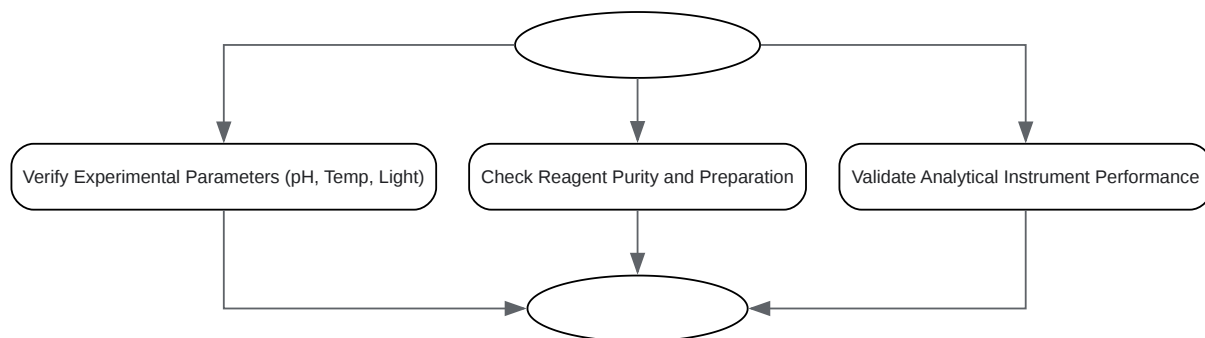 Verify Experimental Parameters (pH, Temp, Light)
Check Reagent Purity and Preparation
Validate Analytical Instrument Performance